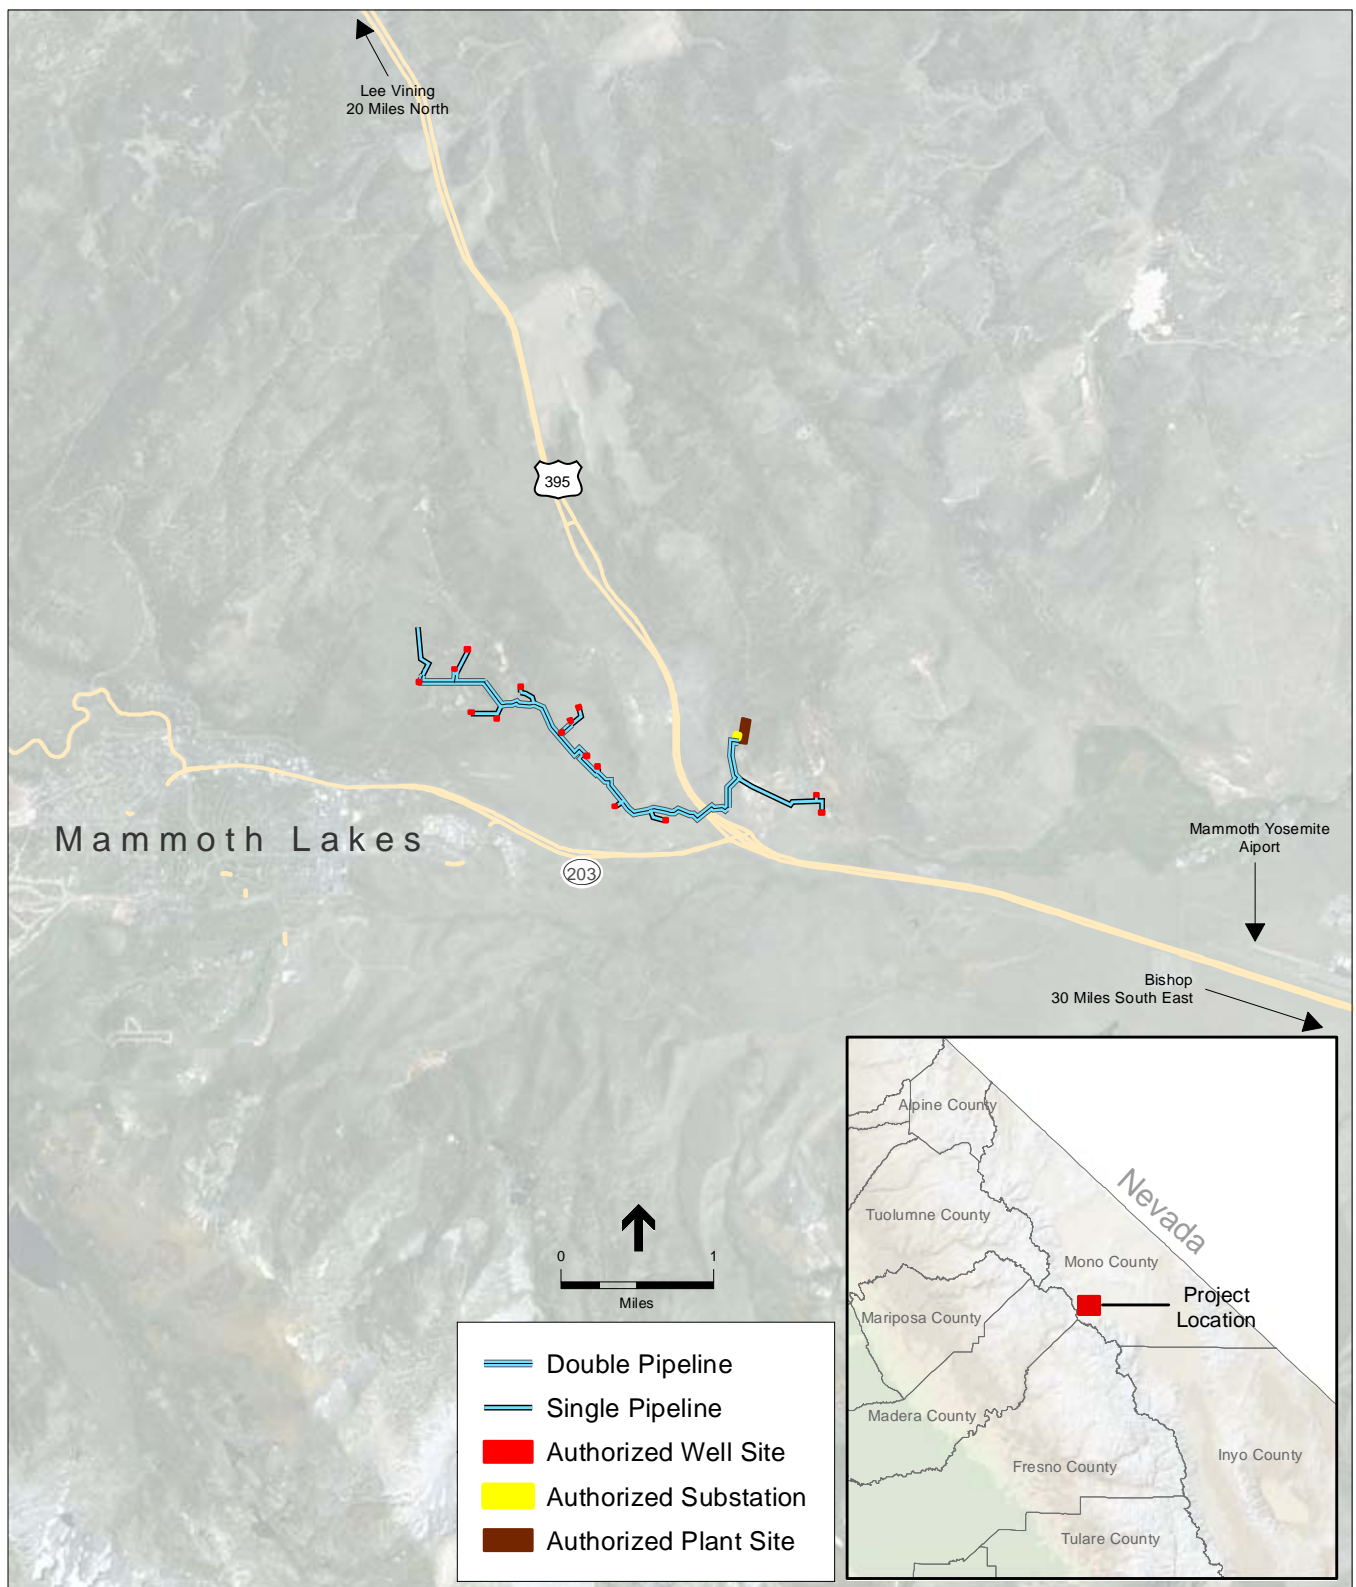 Lee Vining
20 Miles North
395
Mammoth Lakes
203
Mammoth Yosemite
Aiport
Bishop
30 Miles South East
0 1
Miles
Double Pipeline
Single Pipeline
Authorized Well Site
Authorized Substation
Authorized Plant Site
Alpine County
Nevada
Tuolumne County
Mono County
Project
Location
Mariposa County
Madera County
Inyo County
Fresno County
Tulare County